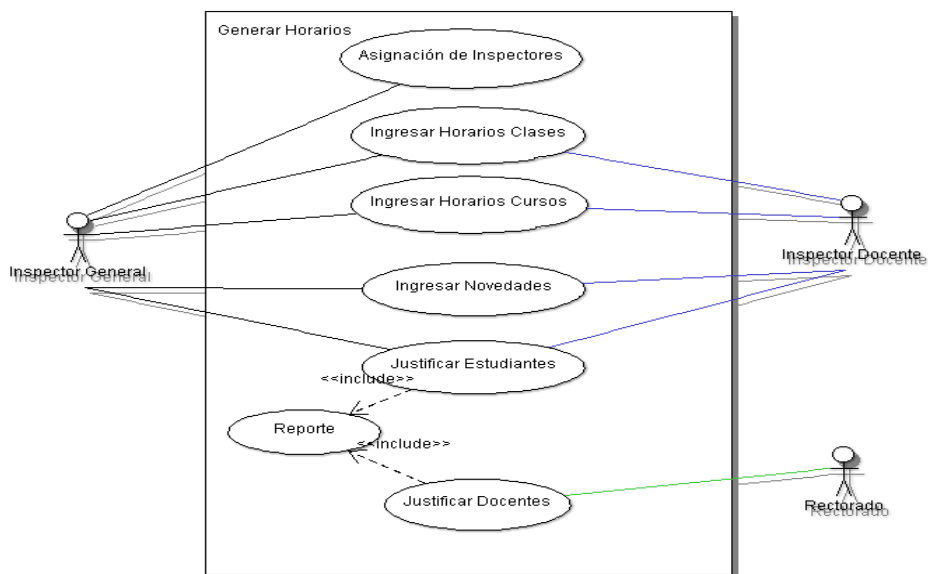 Generar Horarios
Asignación de Inspectores
Ingresar Horarios Clases
Ingresar Horarios Cursos
Inspector General
Inspector Docente
Ingresar Novedades
Justificar Estudiantes
<<include>>
Reporte
<<include>>
Justificar Docentes
Rectorado